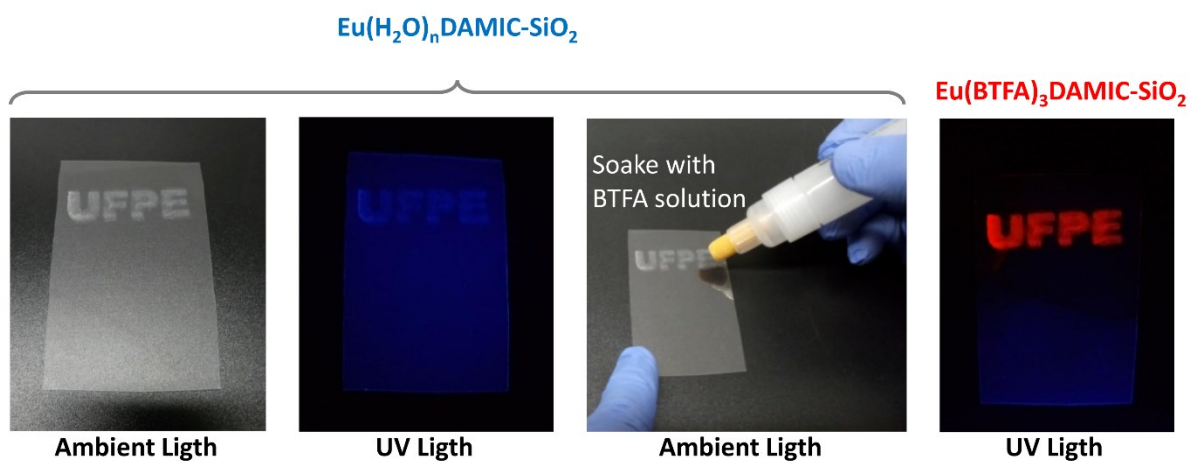 Eu(H₂O)ₙDAMIC-SiO₂
Eu(BTFA)₃DAMIC-SiO₂
UFPE
UFPE
Soake with
BTFA solution
UFPE
UFPE
Ambient Ligth
UV Ligth
Ambient Ligth
UV Ligth